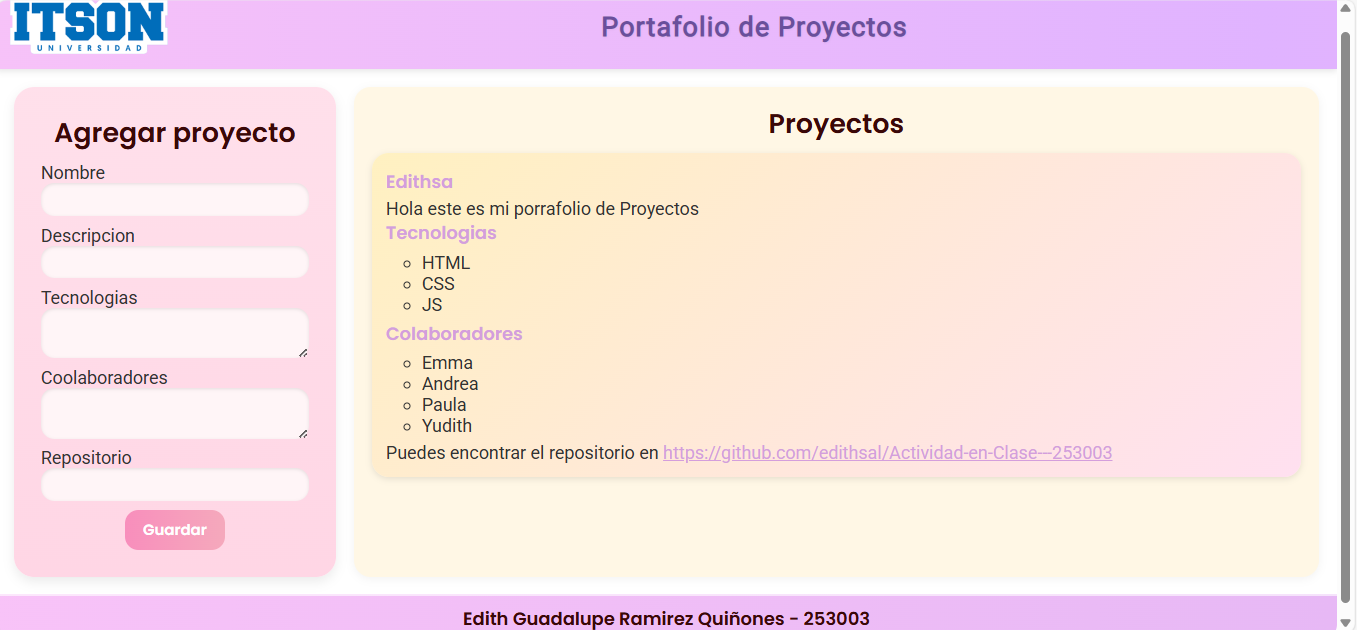 ITSON
UNIVERSIDAD
Portafolio de Proyectos
Agregar proyecto
Nombre
Descripcion
Tecnologias
Coolaboradores
Repositorio
Guardar
Proyectos
Edithsa
Hola este es mi porrafolio de Proyectos
Tecnologias
HTML
CSS
JS
Colaboradores
Emma
Andrea
Paula
Yudith
Puedes encontrar el repositorio en https://github.com/edithsal/Actividad-en-Clase---253003
Edith Guadalupe Ramirez Quiñones - 253003